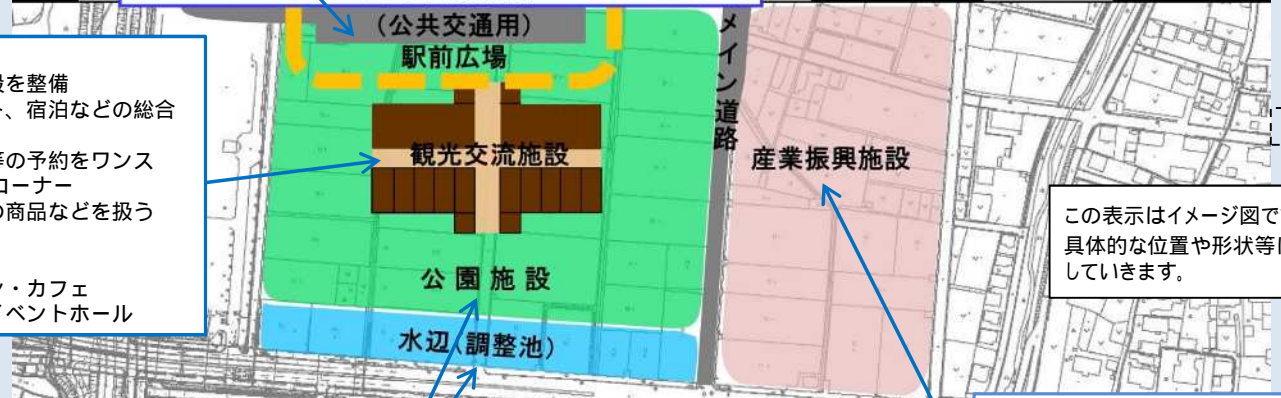 (公共交通用)
駅前広場
メイン道路
設を整備
、宿泊などの総合
等の予約をワンス
コーナー
の商品などを扱う
ン・カフェ
イベントホール
観光交流施設
産業振興施設
この表示はイメージ図で
具体的な位置や形状等
していきます。
公園施設
水辺(調整池)